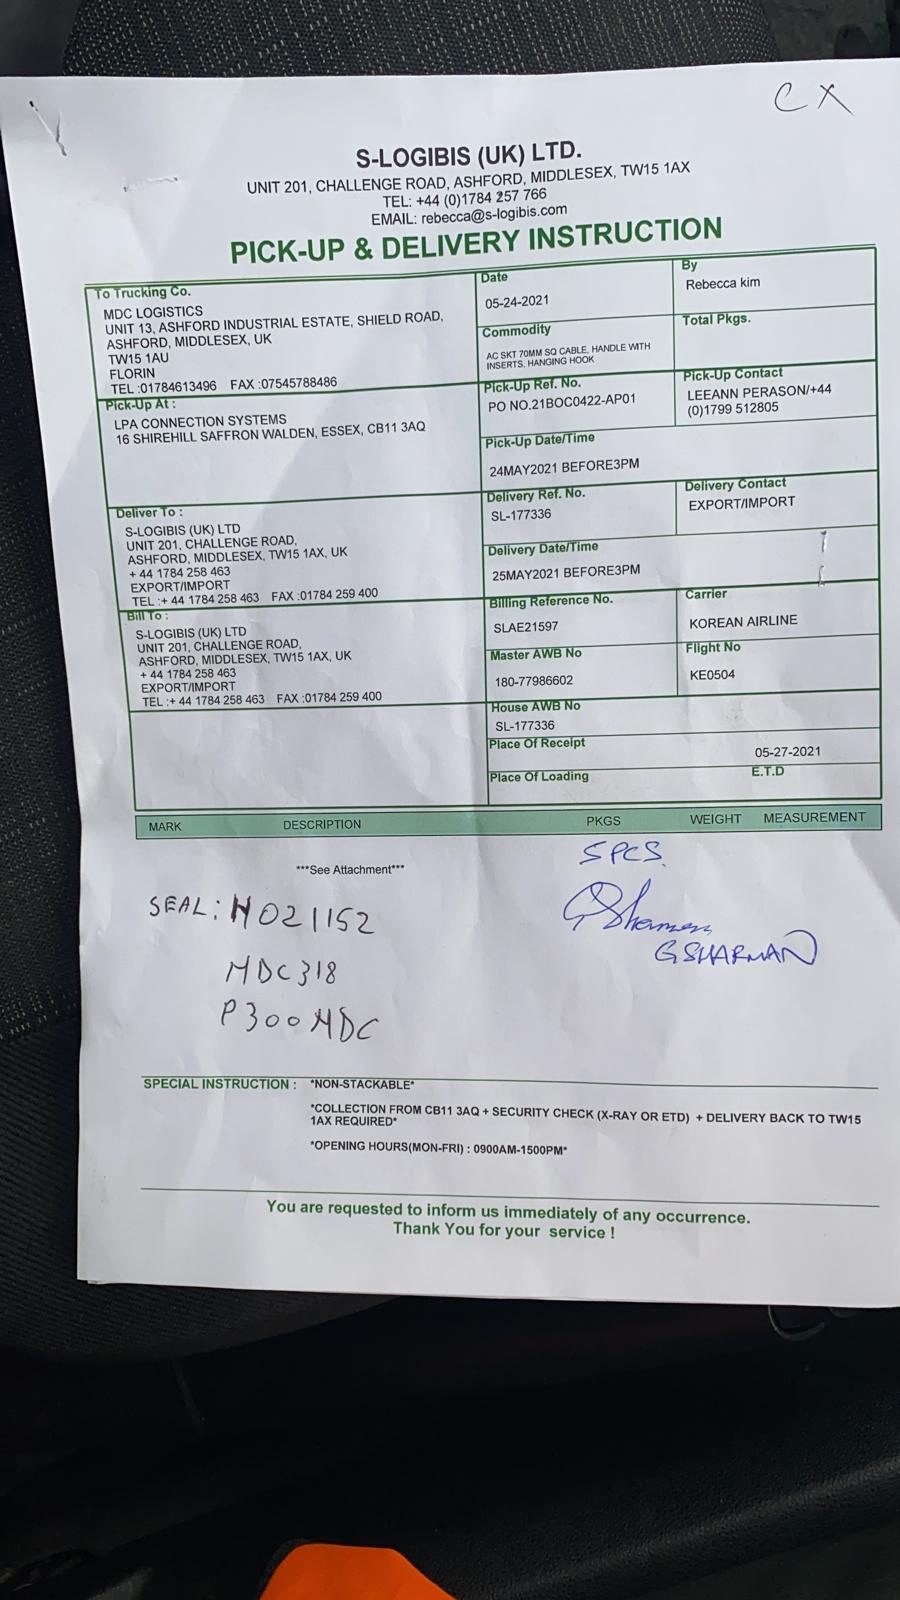 CX
S-LOGIBIS (UK) LTD.
UNIT 201, CHALLENGE ROAD, ASHFORD, MIDDLESEX, TW15 1AX
TEL: +44 (0)1784 257 766
EMAIL: rebecca@s-logibis.com
PICK-UP & DELIVERY INSTRUCTION
To Trucking Co.
MDC LOGISTICS
UNIT 13, ASHFORD INDUSTRIAL ESTATE, SHIELD ROAD,
ASHFORD, MIDDLESEX, UK
TW15 1AU
FLORIN
TEL :01784613496 FAX :07545788486
Date
05-24-2021
By
Rebecca kim
Commodity
AC SKT 70MM SQ CABLE, HANDLE WITH
INSERTS, HANGING HOOK
Total Pkgs.
Pick-Up At :
LPA CONNECTION SYSTEMS
16 SHIREHILL SAFFRON WALDEN, ESSEX, CB11 3AQ
Pick-Up Ref. No.
PO NO.21BOC0422-AP01
Pick-Up Contact
LEEANN PERASON/+44
(0)1799 512805
Pick-Up Date/Time
24MAY2021 BEFORE3PM
Deliver To :
S-LOGIBIS (UK) LTD
UNIT 201, CHALLENGE ROAD,
ASHFORD, MIDDLESEX, TW15 1AX, UK
+ 44 1784 258 463
EXPORT/IMPORT
TEL :+ 44 1784 258 463 FAX :01784 259 400
Delivery Ref. No.
SL-177336
Delivery Contact
EXPORT/IMPORT
Delivery Date/Time
25MAY2021 BEFORE3PM
Bill To :
S-LOGIBIS (UK) LTD
UNIT 201, CHALLENGE ROAD,
ASHFORD, MIDDLESEX, TW15 1AX, UK
+ 44 1784 258 463
EXPORT/IMPORT
TEL :+ 44 1784 258 463 FAX :01784 259 400
Billing Reference No.
SLAE21597
Carrier
KOREAN AIRLINE
Master AWB No
180-77986602
Flight No
KE0504
House AWB No
SL-177336
Place Of Receipt
05-27-2021
Place Of Loading E.T.D
MARK DESCRIPTION PKGS WEIGHT MEASUREMENT
5 PCS.
***See Attachment***
SEAL: H021152
G Sharman
G SHARMAN
MDC318
P300MDC
SPECIAL INSTRUCTION : *NON-STACKABLE*
*COLLECTION FROM CB11 3AQ + SECURITY CHECK (X-RAY OR ETD) + DELIVERY BACK TO TW15
1AX REQUIRED*
*OPENING HOURS(MON-FRI) : 0900AM-1500PM*
You are requested to inform us immediately of any occurrence.
Thank You for your service !